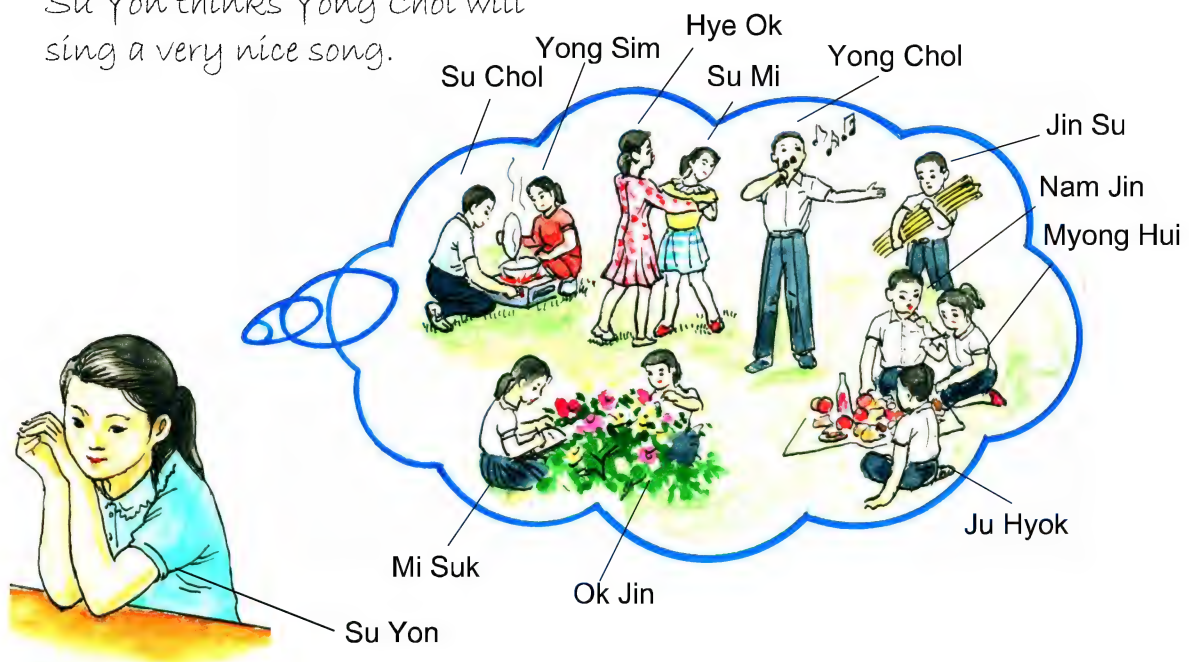 Su Yon thinks Yong Chol will
sing a very nice song.
Hye Ok
Yong Sim
Yong Chol
Su Chol
Su Mi
Jin Su
Nam Jin
Myong Hui
Ju Hyok
Mi Suk
Ok Jin
Su Yon